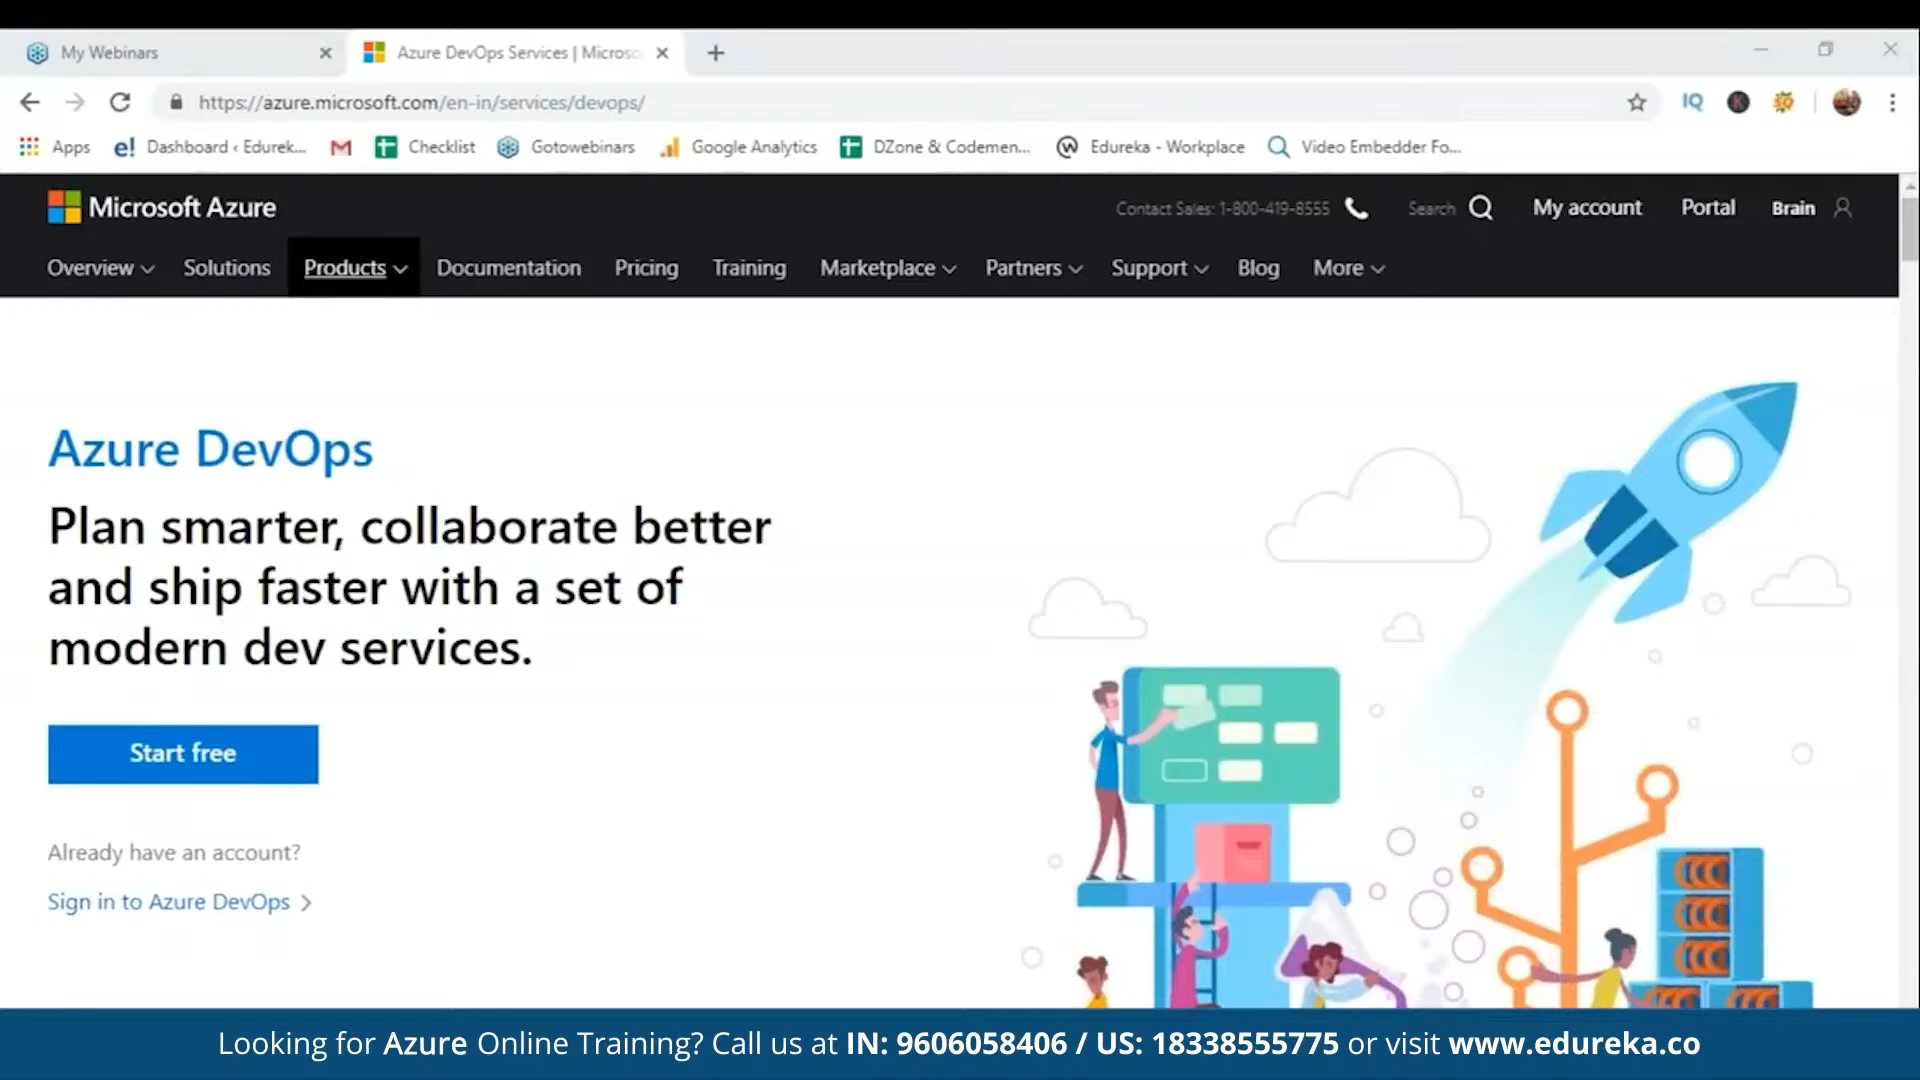 My Webinars
Azure DevOps Services | Microso
https://azure.microsoft.com/en-in/services/devops/
IQ
Apps
e! Dashboard ‹ Edurek...
Checklist
Gotowebinars
Google Analytics
DZone & Codemen...
Edureka - Workplace
Video Embedder Fo...
Microsoft Azure
Contact Sales: 1-800-419-8555
Search
My account
Portal
Brain
Overview
Solutions
Products
Documentation
Pricing
Training
Marketplace
Partners
Support
Blog
More
Azure DevOps
Plan smarter, collaborate better
and ship faster with a set of
modern dev services.
Start free
Already have an account?
Sign in to Azure DevOps
Looking for Azure Online Training? Call us at IN: 9606058406 / US: 18338555775 or visit www.edureka.co